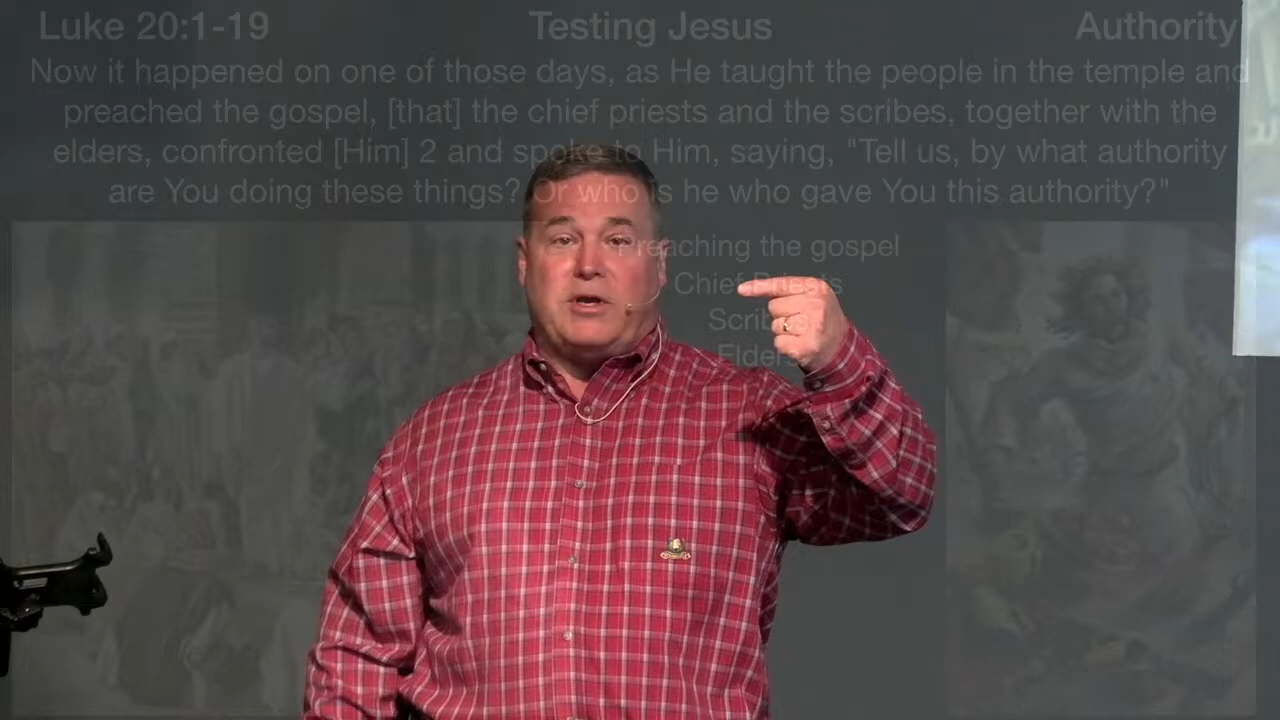 Luke 20:1-19 Testing Jesus Authority
Now it happened on one of those days, as He taught the people in the temple and
preached the gospel, [that] the chief priests and the scribes, together with the
elders, confronted [Him] 2 and spoke to Him, saying, "Tell us, by what authority
are You doing these things? who is he who gave You this authority?"
Preaching the gospel
Chief Priests
Scribes
Elders